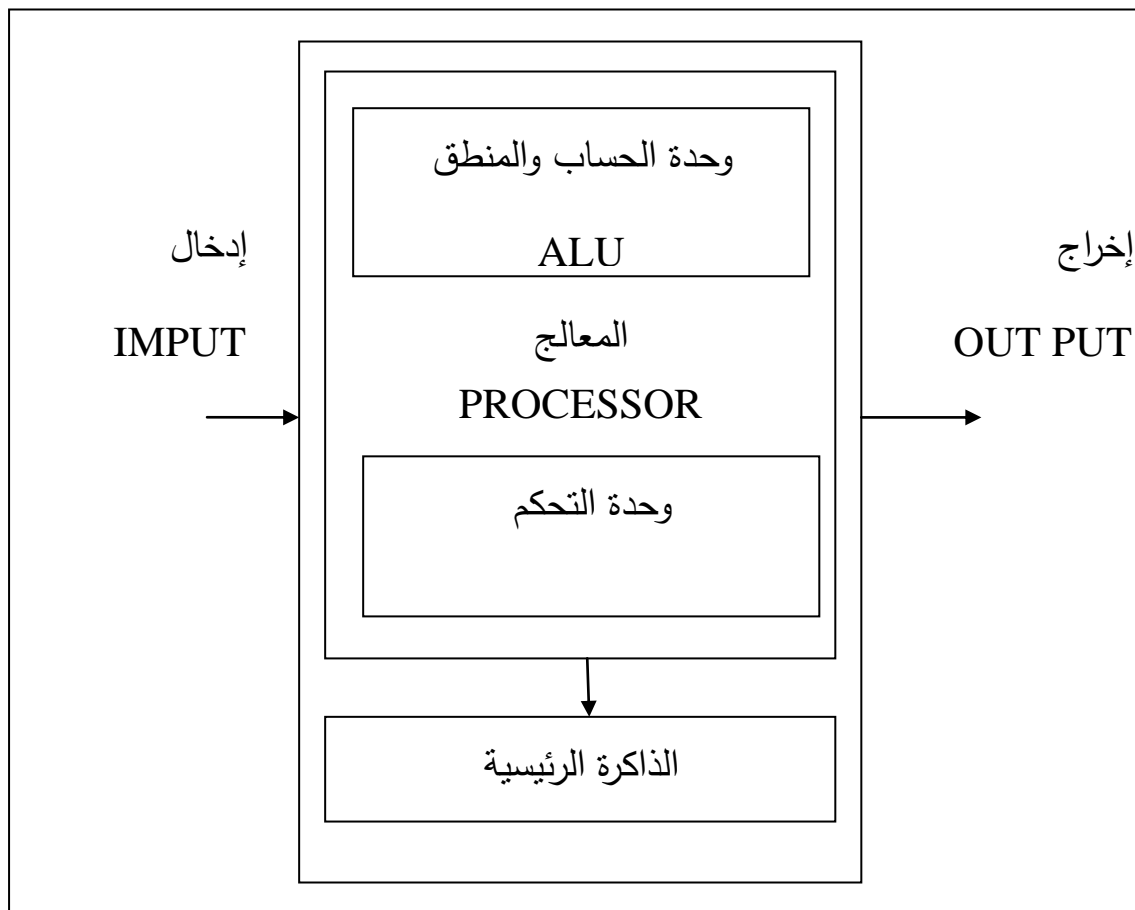 وحدة الحساب والمنطق
ALU
إدخال
IMPUT
المعالج
PROCESSOR
إخراج
OUT PUT
وحدة التحكم
الذاكرة الرئيسية